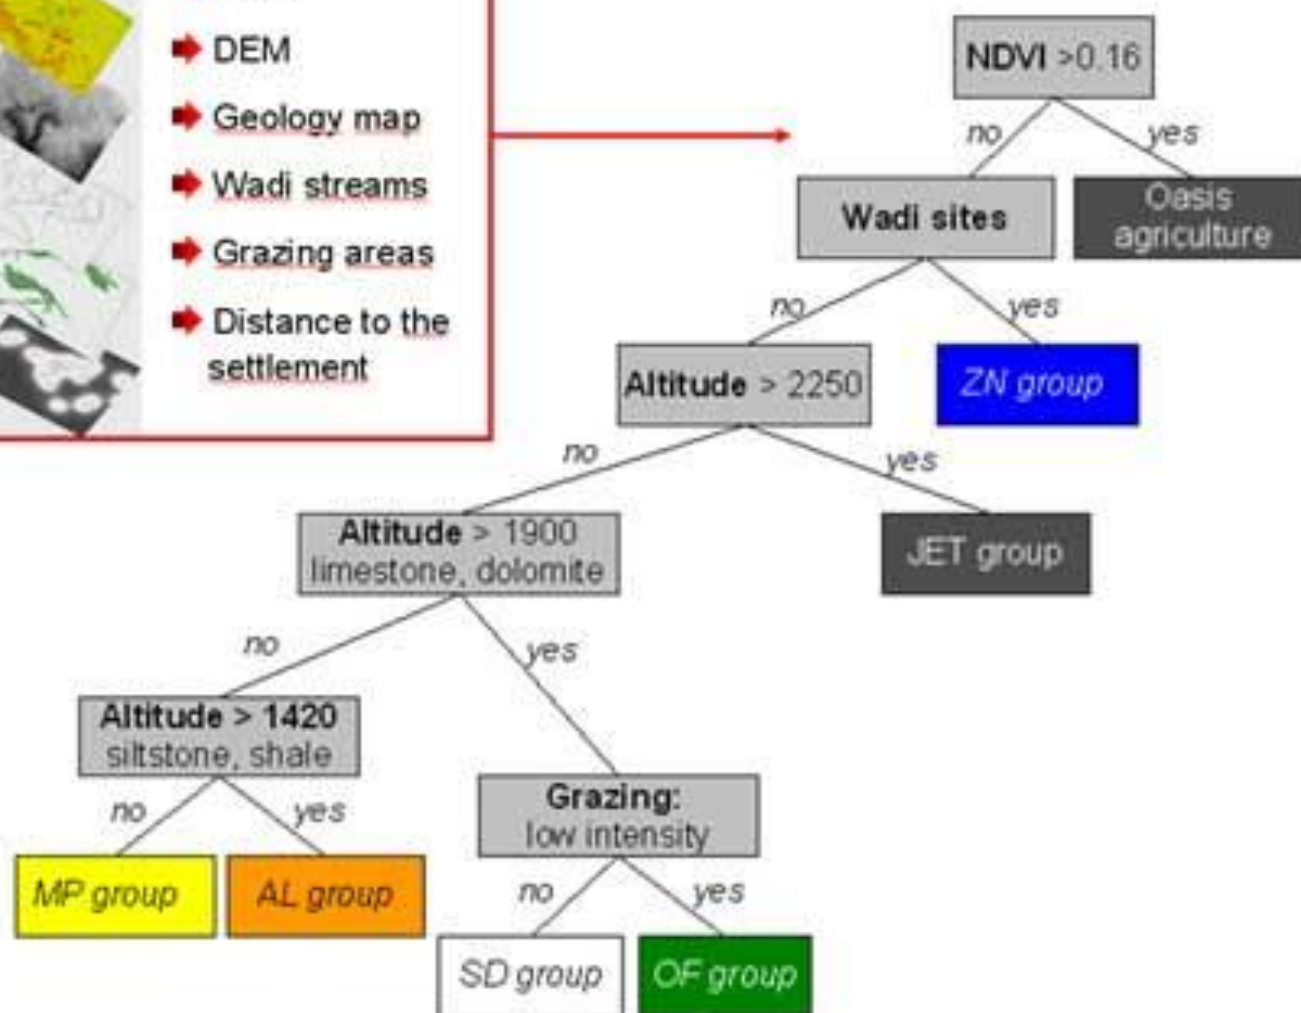 DEM
Geology map
Wadi streams
Grazing areas
Distance to the
settlement
NDVI >0.16
no
yes
Wadi sites
Oasis
agriculture
no
yes
Altitude > 2250
ZN group
no
yes
Altitude > 1900
limestone, dolomite
JET group
no
yes
Altitude > 1420
siltstone, shale
Grazing:
low intensity
no
yes
MP group
AL group
no
yes
SD group
OF group